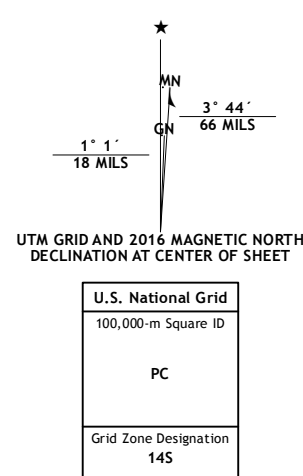 MN
GN
3° 44´
66 MILS
1° 1´
18 MILS
UTM GRID AND 2016 MAGNETIC NORTH
DECLINATION AT CENTER OF SHEET
U.S. National Grid
100,000-m Square ID
PC
Grid Zone Designation
14S